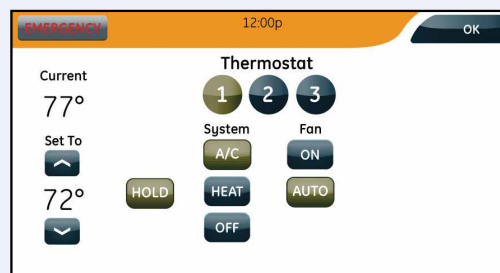 EMERGENCY 12:00p OK
Current Thermostat
77° 1 2 3
Set To System Fan
A/C ON
72° HOLD HEAT AUTO
OFF